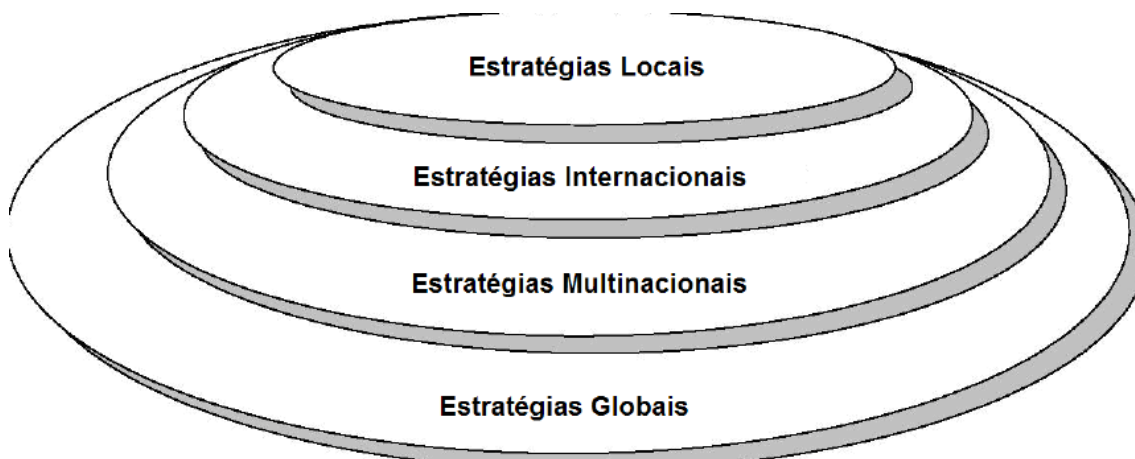 Estratégias Locais
Estratégias Internacionais
Estratégias Multinacionais
Estratégias Globais